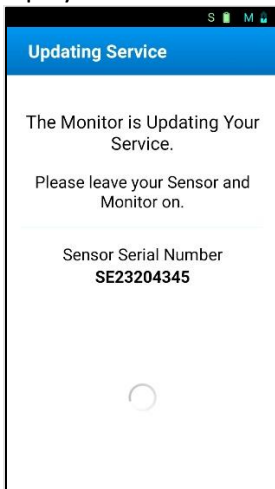 S M
Updating Service
The Monitor is Updating Your
Service.
Please leave your Sensor and
Monitor on.
Sensor Serial Number
SE23204345